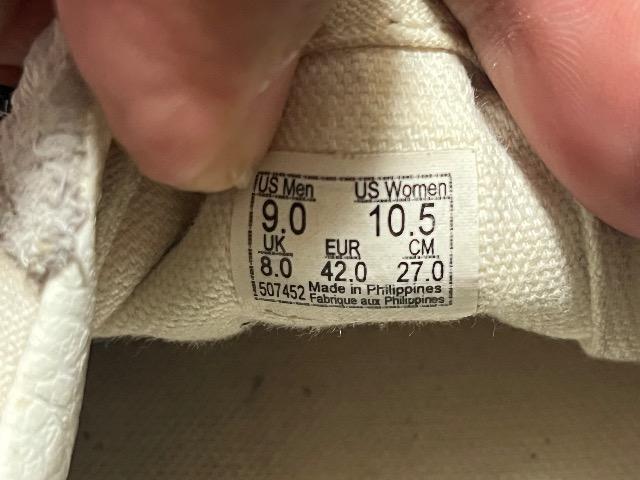 US Men US Women
9.0 10.5
UK EUR CM
8.0 42.0 27.0
507452 Made in Philippines
Fabrique aux Philippines